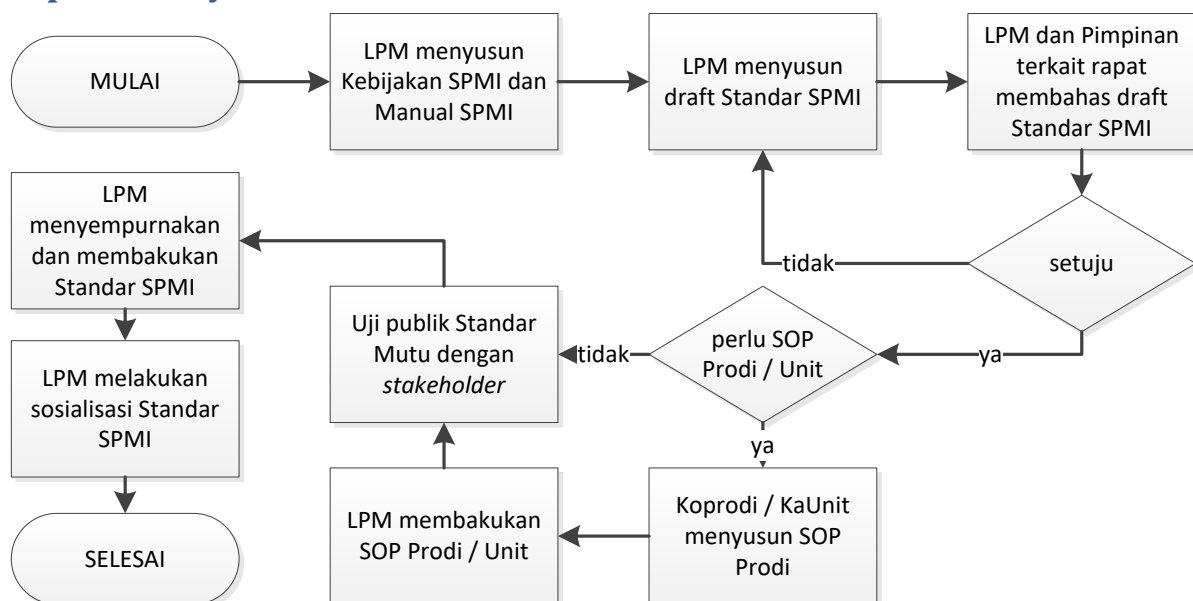 MULAI
LPM menyusun
Kebijakan SPMI dan
Manual SPMI
LPM menyusun
draft Standar SPMI
LPM dan Pimpinan
terkait rapat
membahas draft
Standar SPMI
setuju
tidak
ya
perlu SOP
Prodi / Unit
tidak
ya
Koprodi / KaUnit
menyusun SOP
Prodi
LPM membakukan
SOP Prodi / Unit
Uji publik Standar
Mutu dengan
stakeholder
LPM
menyempurnakan
dan membakukan
Standar SPMI
LPM melakukan
sosialisasi Standar
SPMI
SELESAI